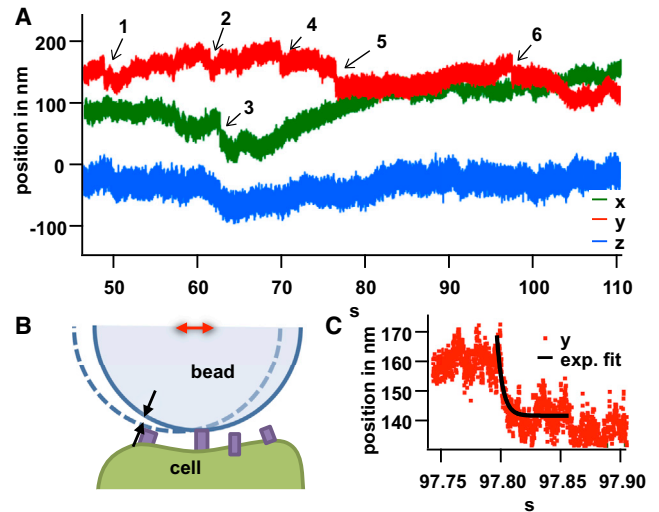 A
position in nm
200
100
0
-100
1
2
3
4
5
6
x
y
z
50 60 70 80 90 100 110
s
B
bead
cell
C
position in nm
170
160
150
140
y
exp. fit
97.75 97.80 97.85 97.90
s